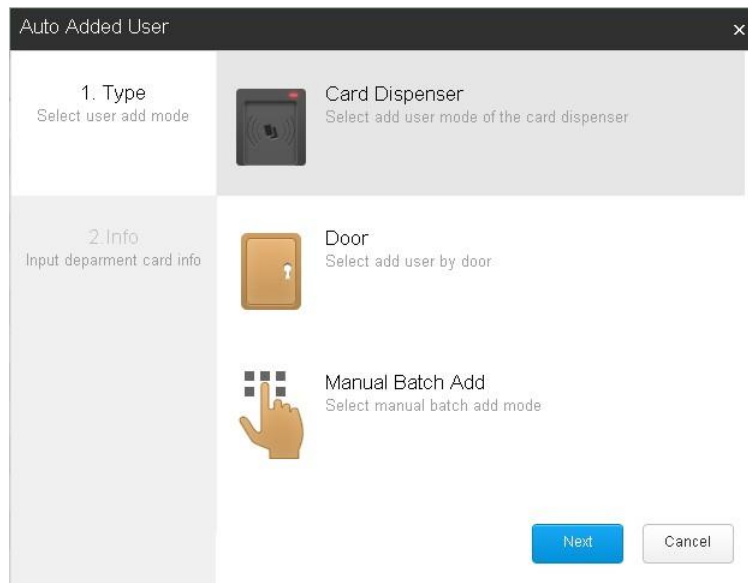 Auto Added User
×
1. Type
Select user add mode
Card Dispenser
Select add user mode of the card dispenser
2.Info
Input deparment card info
Door
Select add user by door
Manual Batch Add
Select manual batch add mode
Next
Cancel